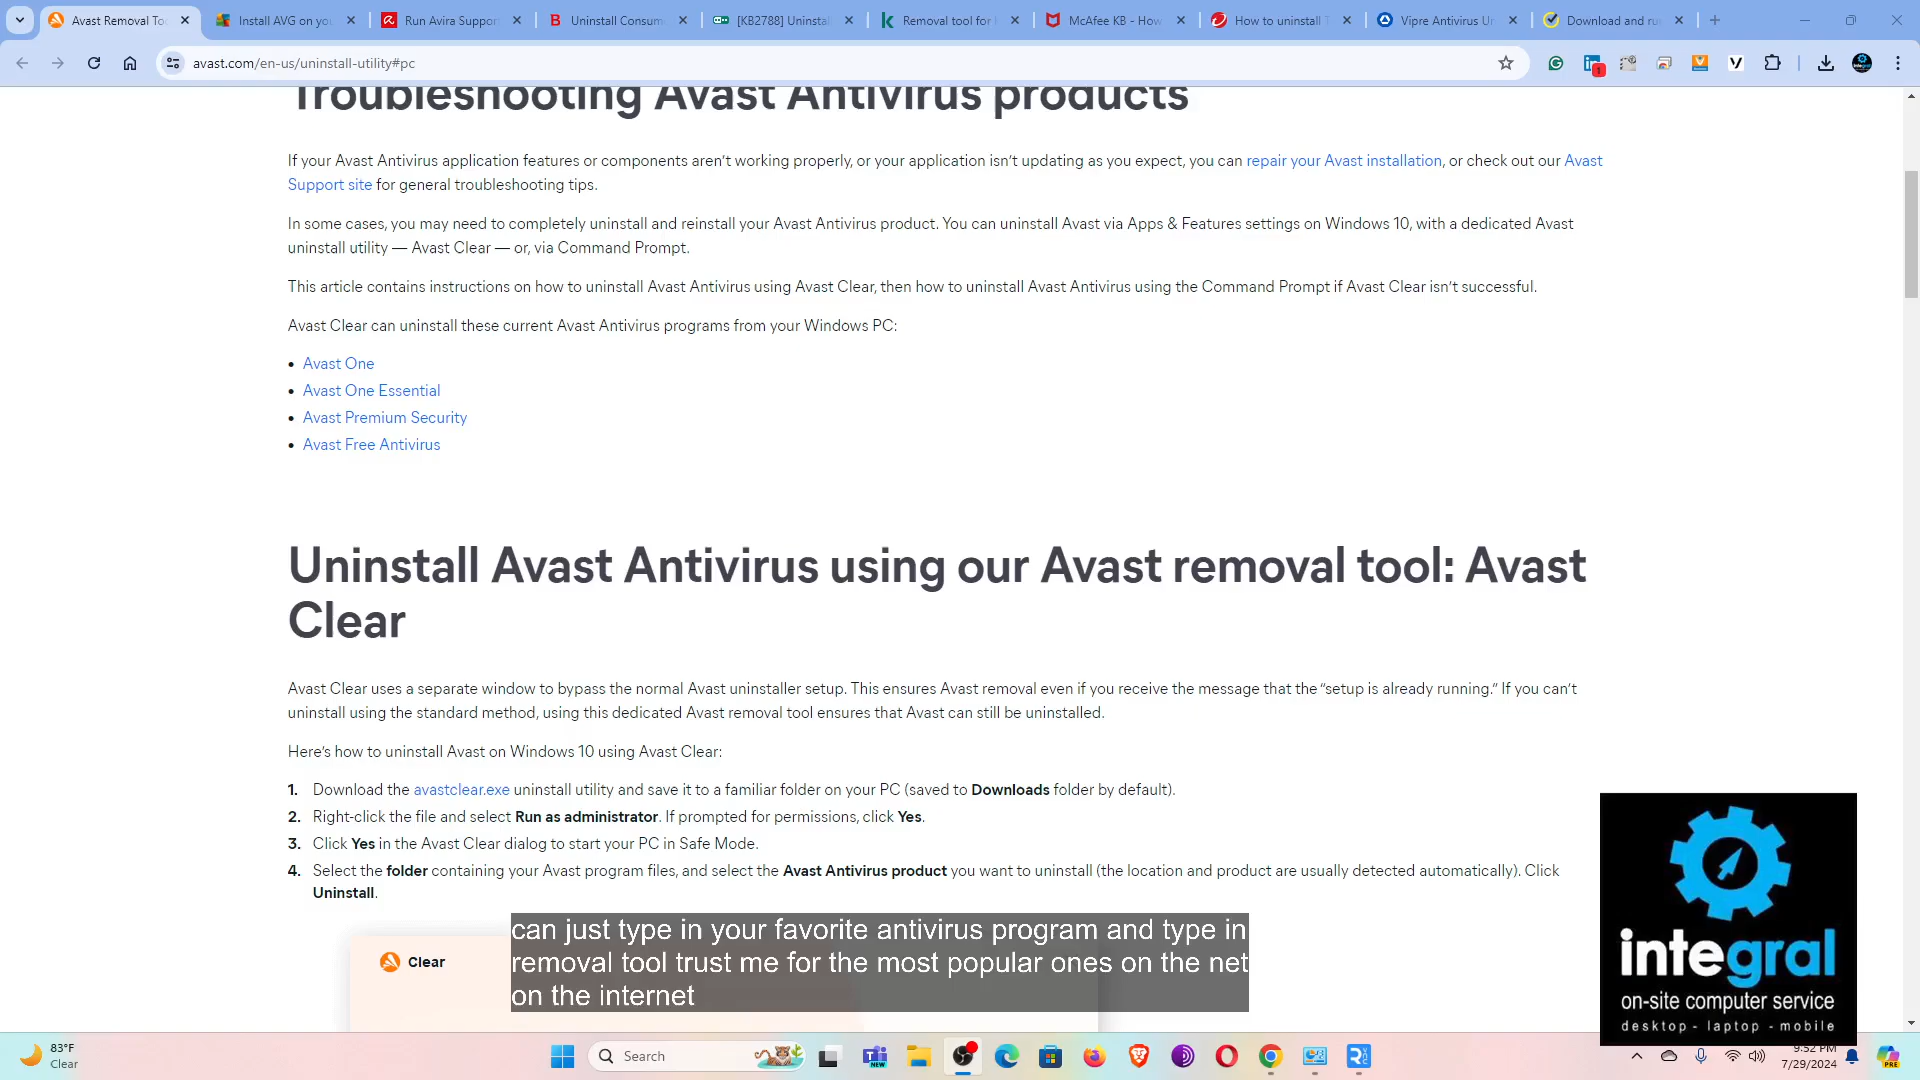 Avast Removal To
Install AVG on you
Run Avira Suppor
Uninstall Consum
[KB2788] Uninsta
Removal tool for
McAfee KB - How
How to uninstall T
Vipre Antivirus Un
Download and ru
avast.com/en-us/uninstall-utility#pc
1
Troubleshooting Avast Antivirus products
If your Avast Antivirus application features or components aren't working properly, or your application isn't updating as you expect, you can repair your Avast installation, or check out our Avast
Support site for general troubleshooting tips.
In some cases, you may need to completely uninstall and reinstall your Avast Antivirus product. You can uninstall Avast via Apps & Features settings on Windows 10, with a dedicated Avast
uninstall utility — Avast Clear — or, via Command Prompt.
This article contains instructions on how to uninstall Avast Antivirus using Avast Clear, then how to uninstall Avast Antivirus using the Command Prompt if Avast Clear isn't successful.
Avast Clear can uninstall these current Avast Antivirus programs from your Windows PC:
• Avast One
• Avast One Essential
• Avast Premium Security
• Avast Free Antivirus
Uninstall Avast Antivirus using our Avast removal tool: Avast
Clear
Avast Clear uses a separate window to bypass the normal Avast uninstaller setup. This ensures Avast removal even if you receive the message that the “setup is already running.” If you can't
uninstall using the standard method, using this dedicated Avast removal tool ensures that Avast can still be uninstalled.
Here's how to uninstall Avast on Windows 10 using Avast Clear:
1. Download the avastclear.exe uninstall utility and save it to a familiar folder on your PC (saved to Downloads folder by default).
2. Right-click the file and select Run as administrator. If prompted for permissions, click Yes.
3. Click Yes in the Avast Clear dialog to start your PC in Safe Mode.
4. Select the folder containing your Avast program files, and select the Avast Antivirus product you want to uninstall (the location and product are usually detected automatically). Click
Uninstall.
Clear
can just type in your favorite antivirus program and type in
removal tool trust me for the most popular ones on the net
on the internet
integral
on-site computer service
desktop - laptop - mobile
83°F
Clear
Search
NEW
9:52 PM
7/29/2024
PRE